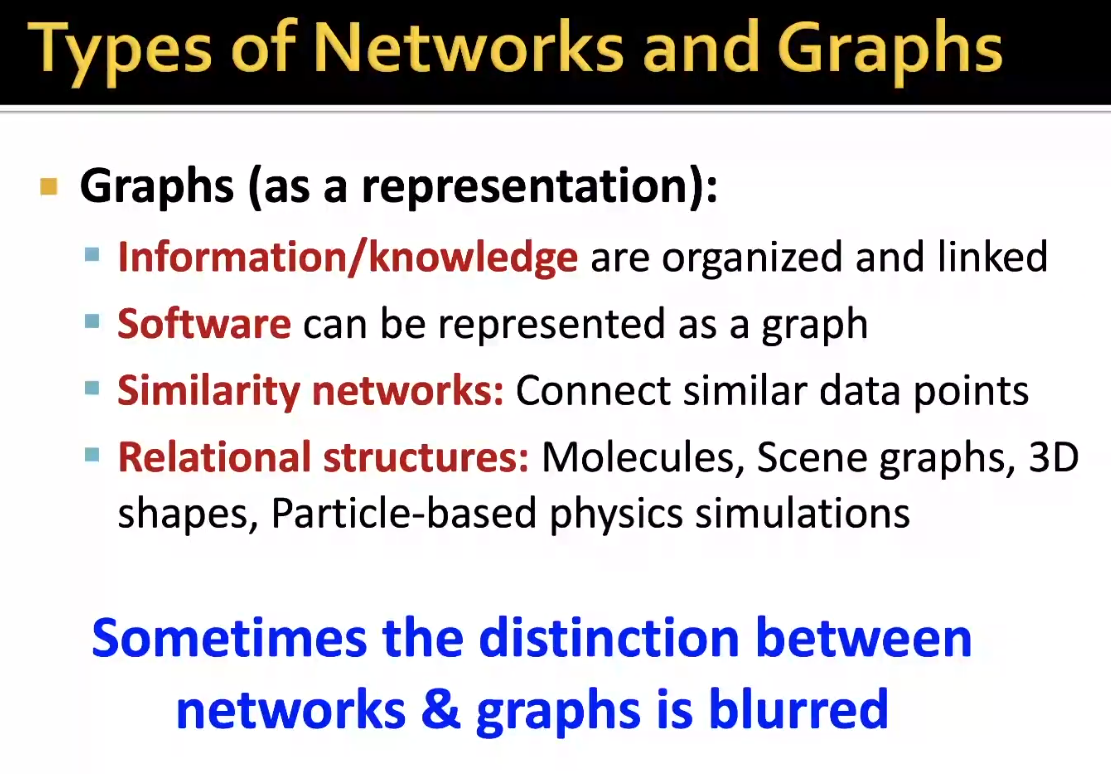 Types of Networks and Graphs
Graphs (as a representation):
Information/knowledge are organized and linked
Software can be represented as a graph
Similarity networks: Connect similar data points
Relational structures: Molecules, Scene graphs, 3D
shapes, Particle-based physics simulations
Sometimes the distinction between
networks & graphs is blurred